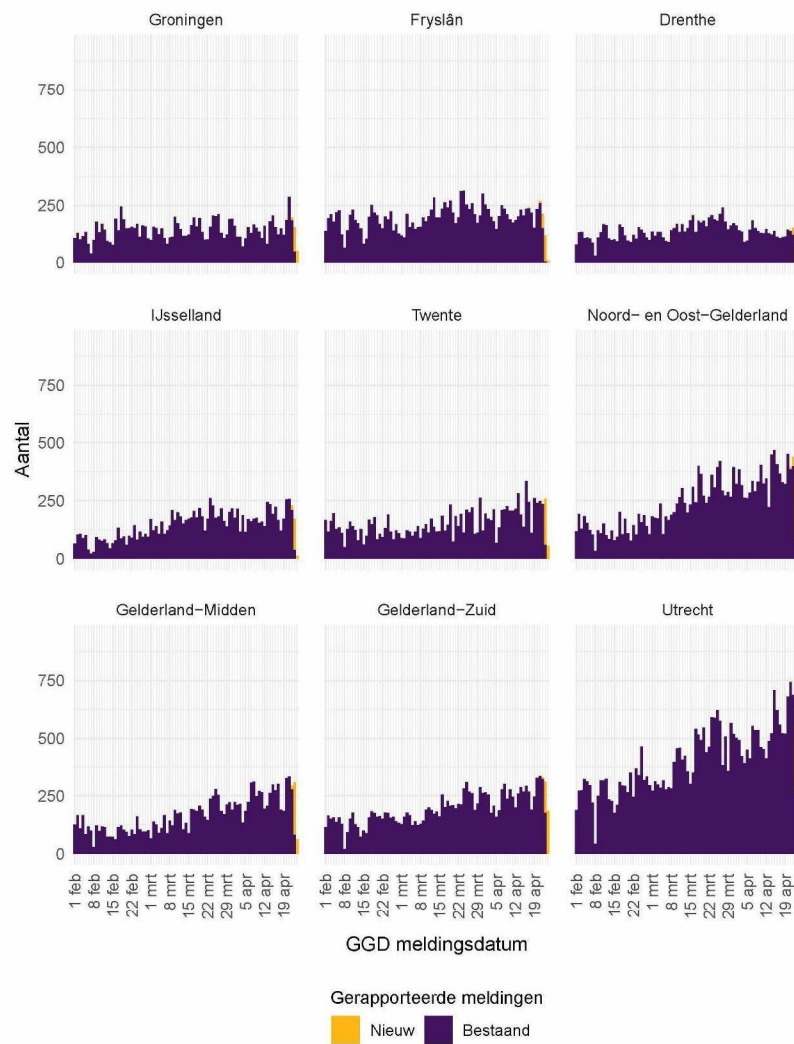 Groningen
Fryslân
Drenthe
750
500
250
0
IJsselland
Twente
Noord- en Oost-Gelderland
Aantal
750
500
250
0
Gelderland-Midden
Gelderland-Zuid
Utrecht
750
500
250
0
1 feb
8 feb
15 feb
22 feb
1 mrt
8 mrt
15 mrt
22 mrt
29 mrt
5 apr
12 apr
19 apr
1 feb
8 feb
15 feb
22 feb
1 mrt
8 mrt
15 mrt
22 mrt
29 mrt
5 apr
12 apr
19 apr
1 feb
8 feb
15 feb
22 feb
1 mrt
8 mrt
15 mrt
22 mrt
29 mrt
5 apr
12 apr
19 apr
GGD meldingsdatum
Gerapporteerde meldingen
Nieuw
Bestaand